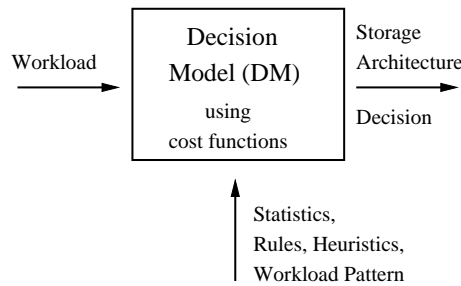 Workload
Decision
Model (DM)
using
cost functions
Storage
Architecture
Decision
Statistics,
Rules, Heuristics,
Workload Pattern